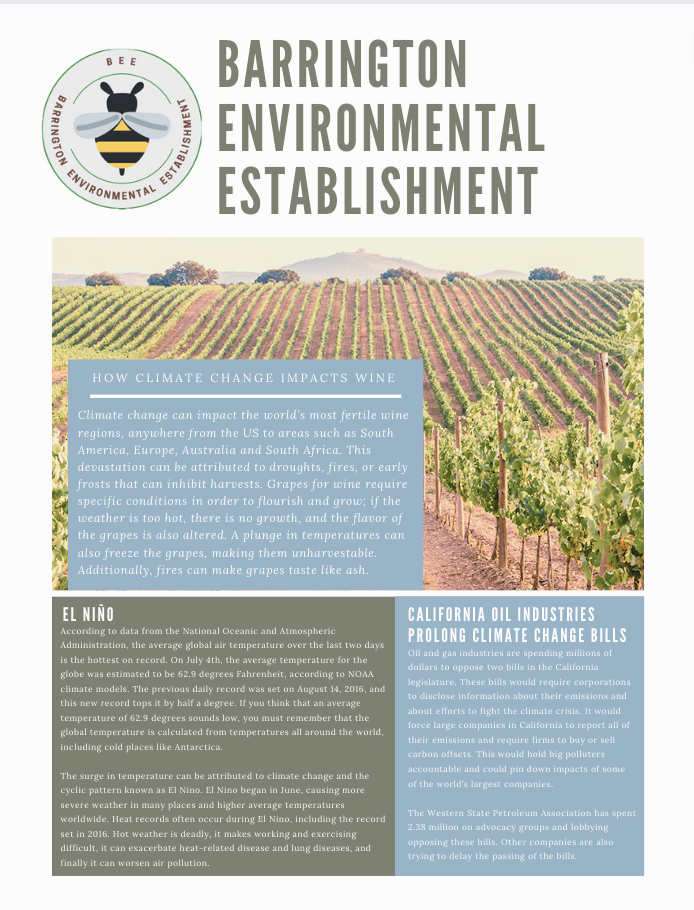 BEE
BARRINGTON ENVIRONMENTAL ESTABLISHMENT
BARRINGTON
ENVIRONMENTAL
ESTABLISHMENT
HOW CLIMATE CHANGE IMPACTS WINE
Climate change can impact the world's most fertile wine
regions, anywhere from the US to areas such as South
America, Europe, Australia and South Africa. This
devastation can be attributed to droughts, fires, or early
frosts that can inhibit harvests. Grapes for wine require
specific conditions in order to flourish and grow; if the
weather is too hot, there is no growth, and the flavor of
the grapes is also altered. A plunge in temperatures can
also freeze the grapes, making them unharvestable.
Additionally, fires can make grapes taste like ash.
EL NIÑO
According to data from the National Oceanic and Atmospheric
Administration, the average global air temperature over the last two days
is the hottest on record. On July 4th, the average temperature for the
globe was estimated to be 62.9 degrees Fahrenheit, according to NOAA
climate models. The previous daily record was set on August 14, 2016, and
this new record tops it by half a degree. If you think that an average
temperature of 62.9 degrees sounds low, you must remember that the
global temperature is calculated from temperatures all around the world,
including cold places like Antarctica.
The surge in temperature can be attributed to climate change and the
cyclic pattern known as El Nino. El Nino began in June, causing more
severe weather in many places and higher average temperatures
worldwide. Heat records often occur during El Nino, including the record
set in 2016. Hot weather is deadly, it makes working and exercising
difficult, it can exacerbate heat-related disease and lung diseases, and
finally it can worsen air pollution.
CALIFORNIA OIL INDUSTRIES
PROLONG CLIMATE CHANGE BILLS
Oil and gas industries are spending millions of
dollars to oppose two bills in the California
legislature. These bills would require corporations
to disclose information about their emissions and
about efforts to fight the climate crisis. It would
force large companies in California to report all of
their emissions and require firms to buy or sell
carbon offsets. This would hold big polluters
accountable and could pin down impacts of some
of the world's largest companies.
The Western State Petroleum Association has spent
2.38 million on advocacy groups and lobbying
opposing these bills. Other companies are also
trying to delay the passing of the bills.